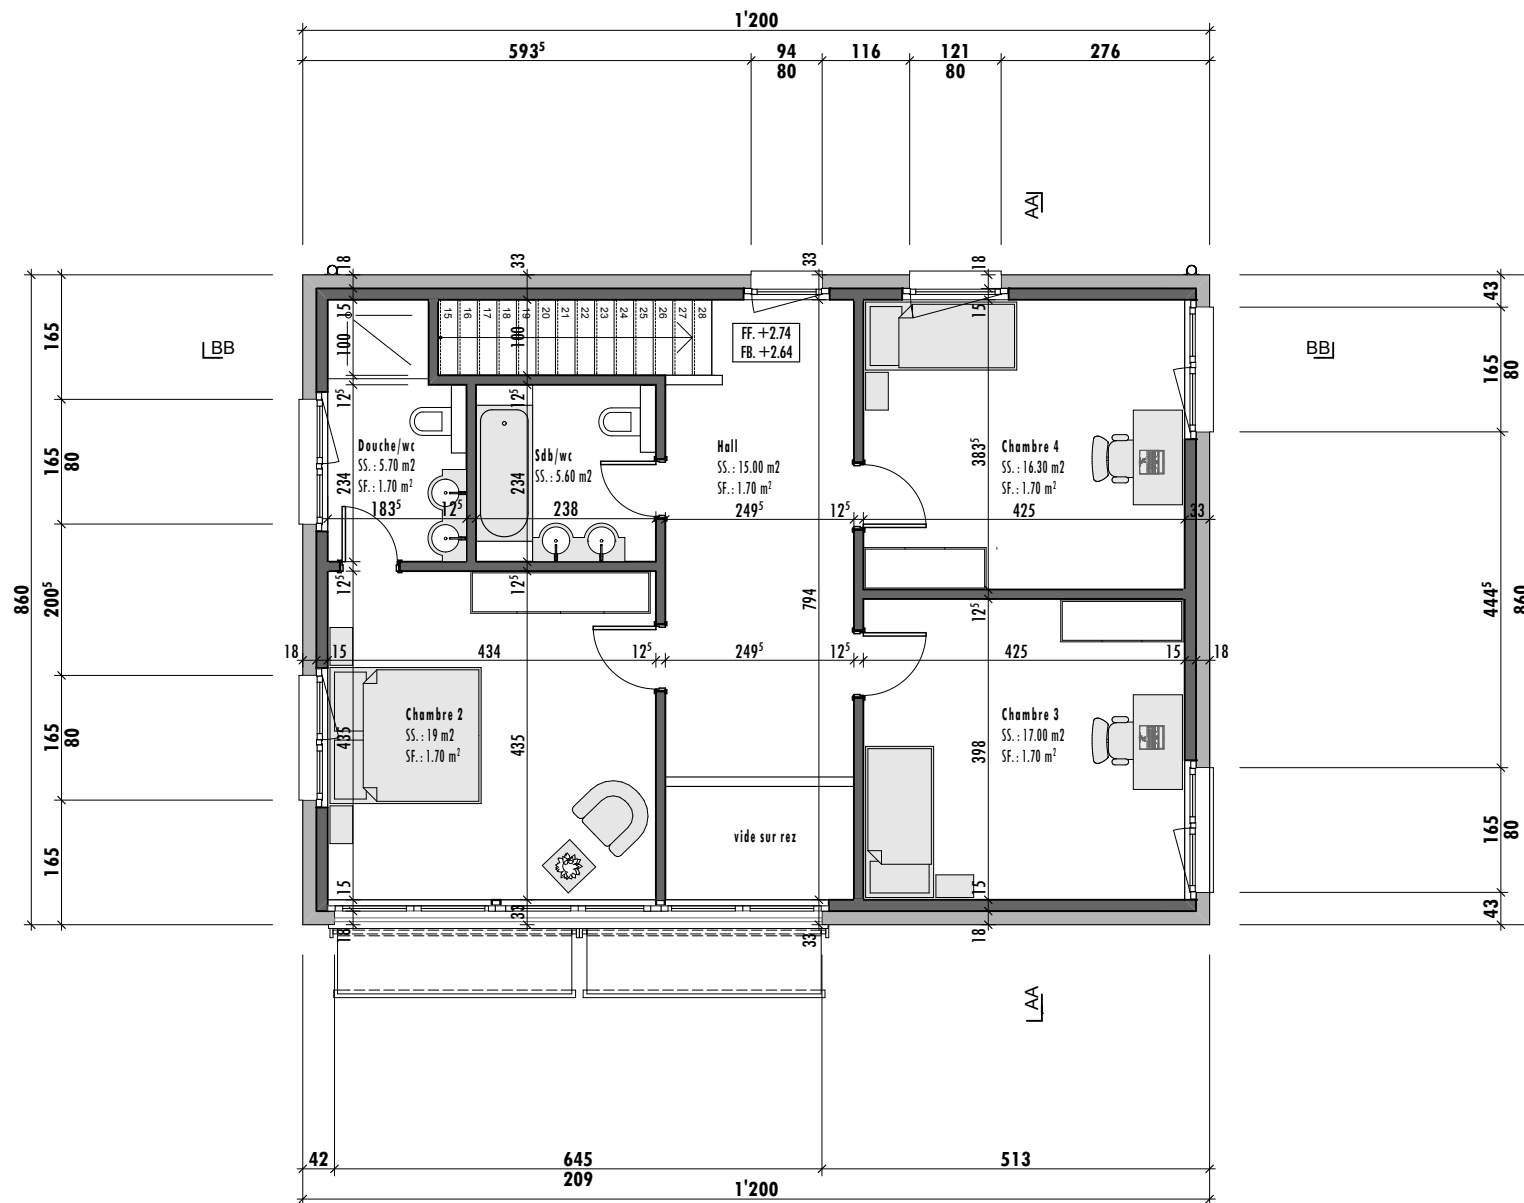 1'200
593⁵ 94 116 121 276
80 80
AA
BB
BB
18 33 33 18
15 100 12⁵ 234 12⁵
100 12⁵ 234 12⁵
15
15 16 17 18 19 20 21 22 23 24 25 26 27 28
FF. +2.74
FB. +2.64
Douche/wc
SS. : 5.70 m2
SF. : 1.70 m²
Sdb/wc
SS. : 5.60 m2
Hall
SS. : 15.00 m2
SF. : 1.70 m²
Chambre 4
SS. : 16.30 m2
SF. : 1.70 m²
383⁵
183⁵ 12⁵ 238 249⁵ 12⁵ 425 33
794
12⁵
18 15 434 12⁵ 249⁵ 12⁵ 425 15 18
Chambre 2
SS. : 19 m2
SF. : 1.70 m²
435
435
Chambre 3
SS. : 17.00 m2
SF. : 1.70 m²
398
vide sur rez
15 15
18 33 33 18
860
165
165
80
200⁵
165
80
165
43
165
80
444⁵
165
80
43
860
AA
42 645 513
209
1'200